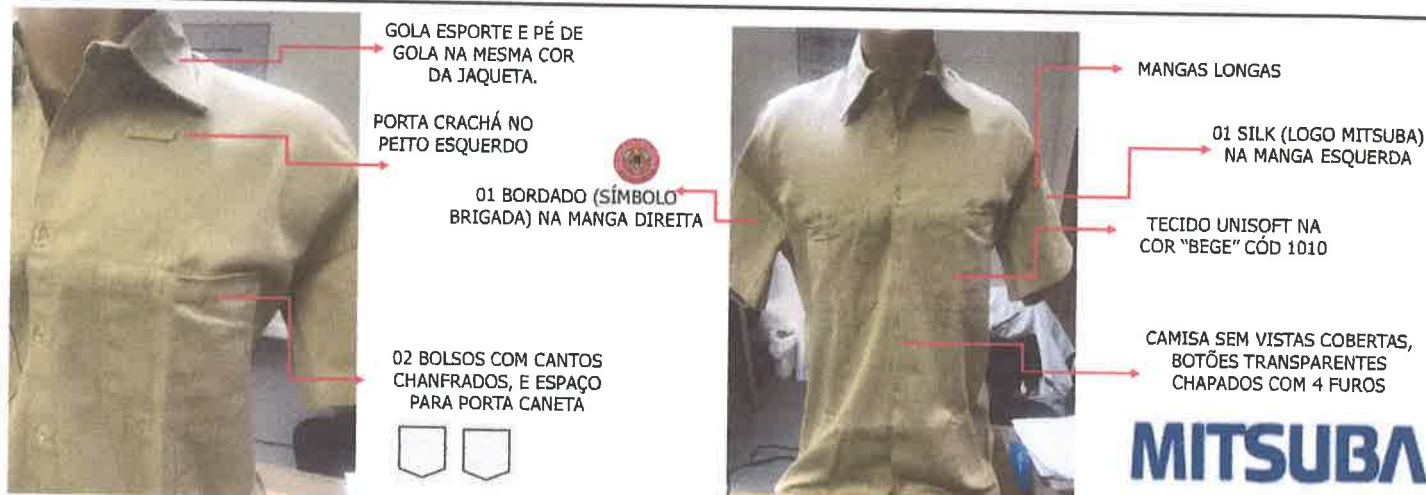 GOLA ESPORTE E PÉ DE
GOLA NA MESMA COR
DA JAQUETA.
PORTA CRACHÁ NO
PEITO ESQUERDO
01 BORDADO (SÍMBOLO
BRIGADA) NA MANGA DIREITA
02 BOLSOS COM CANTOS
CHANFRADOS, E ESPAÇO
PARA PORTA CANETA
MANGAS LONGAS
01 SILK (LOGO MITSUBA)
NA MANGA ESQUERDA
TECIDO UNISOFT NA
COR "BEGE" CÓD 1010
CAMISA SEM VISTAS COBERTAS,
BOTÕES TRANSPARENTES
CHAPADOS COM 4 FUROS
MITSUBA